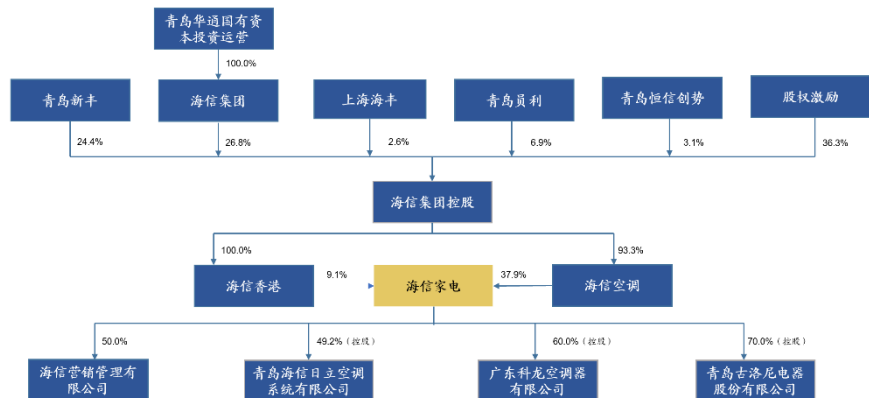 青岛华通国有资
本投资运营
100.0%
青岛新丰
海信集团
上海海丰
青岛员利
青岛恒信创势
股权激励
24.4%
26.8%
2.6%
6.9%
3.1%
36.3%
海信集团控股
100.0%
93.3%
海信香港
9.1%
海信家电
37.9%
海信空调
50.0%
49.2%（控股）
60.0%（控股）
70.0%（控股）
海信营销管理有
限公司
青岛海信日立空调
系统有限公司
广东科龙空调器
有限公司
青岛古洛尼电器
股份有限公司